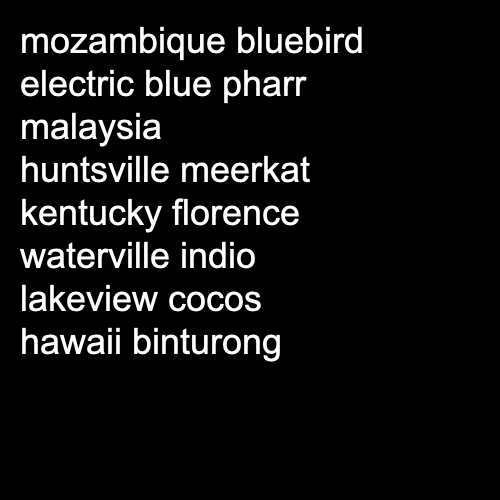 mozambique bluebird
electric blue pharr
malaysia
huntsville meerkat
kentucky florence
waterville indio
lakeview cocos
hawaii binturong